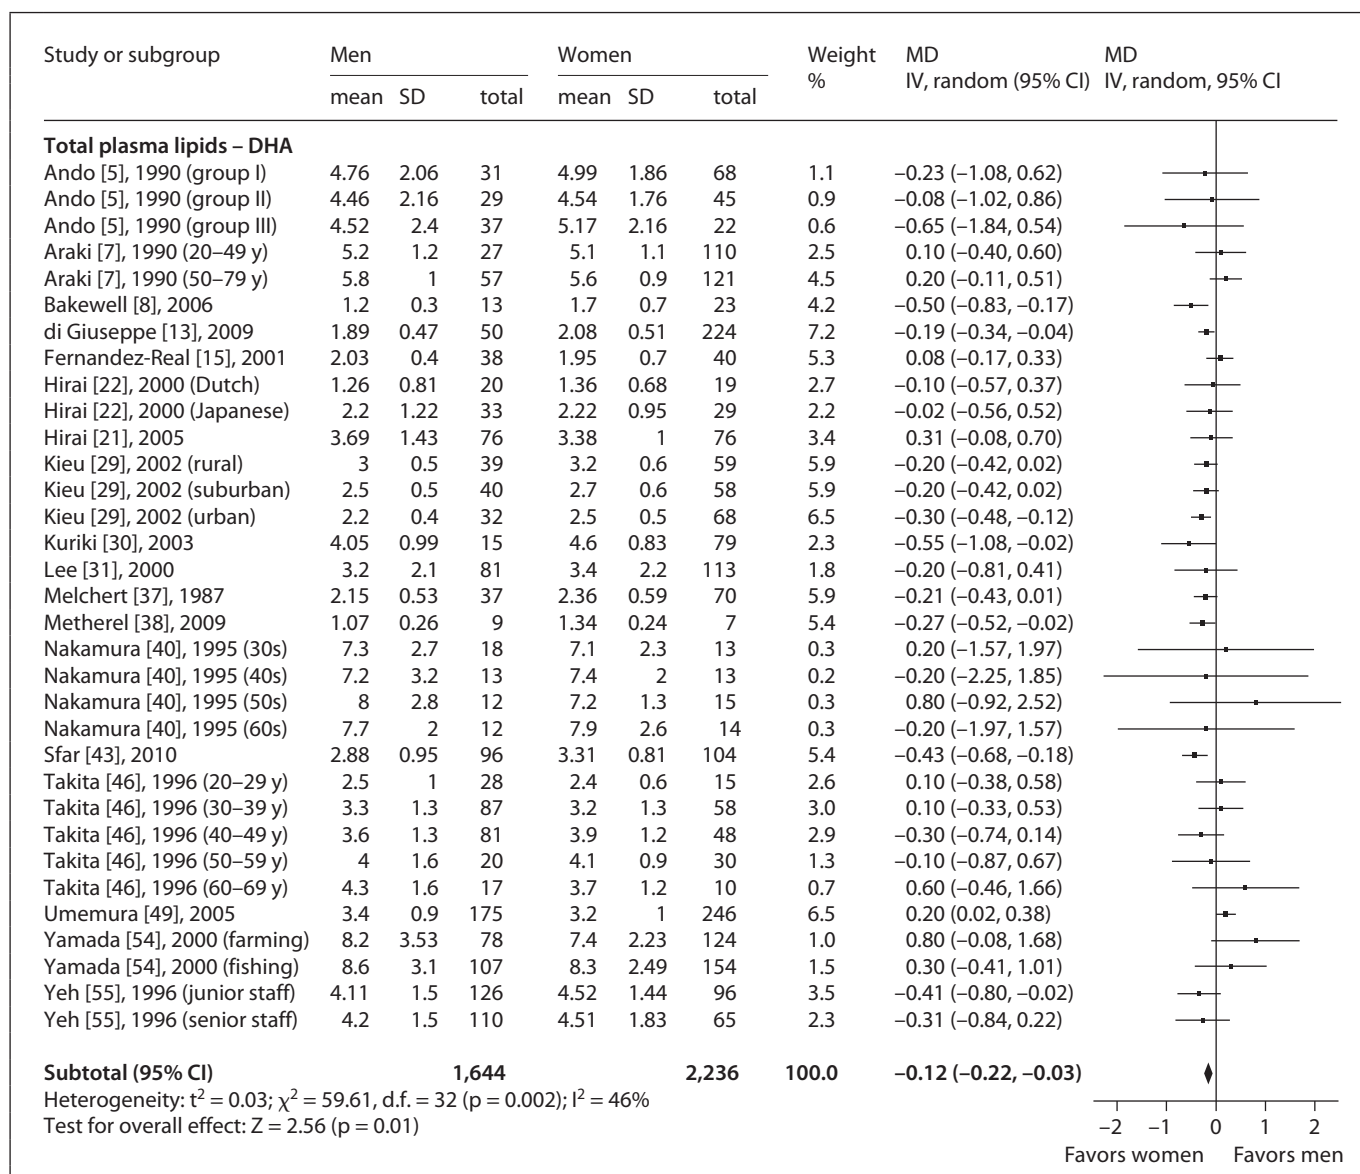 Study or subgroup Men Women Weight MD MD
% IV, random (95% CI) IV, random, 95% CI
mean SD total mean SD total
Total plasma lipids – DHA
Ando [5], 1990 (group I) 4.76 2.06 31 4.99 1.86 68 1.1 –0.23 (–1.08, 0.62)
Ando [5], 1990 (group II) 4.46 2.16 29 4.54 1.76 45 0.9 –0.08 (–1.02, 0.86)
Ando [5], 1990 (group III) 4.52 2.4 37 5.17 2.16 22 0.6 –0.65 (–1.84, 0.54)
Araki [7], 1990 (20–49 y) 5.2 1.2 27 5.1 1.1 110 2.5 0.10 (–0.40, 0.60)
Araki [7], 1990 (50–79 y) 5.8 1 57 5.6 0.9 121 4.5 0.20 (–0.11, 0.51)
Bakewell [8], 2006 1.2 0.3 13 1.7 0.7 23 4.2 –0.50 (–0.83, –0.17)
di Giuseppe [13], 2009 1.89 0.47 50 2.08 0.51 224 7.2 –0.19 (–0.34, –0.04)
Fernandez-Real [15], 2001 2.03 0.4 38 1.95 0.7 40 5.3 0.08 (–0.17, 0.33)
Hirai [22], 2000 (Dutch) 1.26 0.81 20 1.36 0.68 19 2.7 –0.10 (–0.57, 0.37)
Hirai [22], 2000 (Japanese) 2.2 1.22 33 2.22 0.95 29 2.2 –0.02 (–0.56, 0.52)
Hirai [21], 2005 3.69 1.43 76 3.38 1 76 3.4 0.31 (–0.08, 0.70)
Kieu [29], 2002 (rural) 3 0.5 39 3.2 0.6 59 5.9 –0.20 (–0.42, 0.02)
Kieu [29], 2002 (suburban) 2.5 0.5 40 2.7 0.6 58 5.9 –0.20 (–0.42, 0.02)
Kieu [29], 2002 (urban) 2.2 0.4 32 2.5 0.5 68 6.5 –0.30 (–0.48, –0.12)
Kuriki [30], 2003 4.05 0.99 15 4.6 0.83 79 2.3 –0.55 (–1.08, –0.02)
Lee [31], 2000 3.2 2.1 81 3.4 2.2 113 1.8 –0.20 (–0.81, 0.41)
Melchert [37], 1987 2.15 0.53 37 2.36 0.59 70 5.9 –0.21 (–0.43, 0.01)
Metherel [38], 2009 1.07 0.26 9 1.34 0.24 7 5.4 –0.27 (–0.52, –0.02)
Nakamura [40], 1995 (30s) 7.3 2.7 18 7.1 2.3 13 0.3 0.20 (–1.57, 1.97)
Nakamura [40], 1995 (40s) 7.2 3.2 13 7.4 2 13 0.2 –0.20 (–2.25, 1.85)
Nakamura [40], 1995 (50s) 8 2.8 12 7.2 1.3 15 0.3 0.80 (–0.92, 2.52)
Nakamura [40], 1995 (60s) 7.7 2 12 7.9 2.6 14 0.3 –0.20 (–1.97, 1.57)
Sfar [43], 2010 2.88 0.95 96 3.31 0.81 104 5.4 –0.43 (–0.68, –0.18)
Takita [46], 1996 (20–29 y) 2.5 1 28 2.4 0.6 15 2.6 0.10 (–0.38, 0.58)
Takita [46], 1996 (30–39 y) 3.3 1.3 87 3.2 1.3 58 3.0 0.10 (–0.33, 0.53)
Takita [46], 1996 (40–49 y) 3.6 1.3 81 3.9 1.2 48 2.9 –0.30 (–0.74, 0.14)
Takita [46], 1996 (50–59 y) 4 1.6 20 4.1 0.9 30 1.3 –0.10 (–0.87, 0.67)
Takita [46], 1996 (60–69 y) 4.3 1.6 17 3.7 1.2 10 0.7 0.60 (–0.46, 1.66)
Umemura [49], 2005 3.4 0.9 175 3.2 1 246 6.5 0.20 (0.02, 0.38)
Yamada [54], 2000 (farming) 8.2 3.53 78 7.4 2.23 124 1.0 0.80 (–0.08, 1.68)
Yamada [54], 2000 (fishing) 8.6 3.1 107 8.3 2.49 154 1.5 0.30 (–0.41, 1.01)
Yeh [55], 1996 (junior staff) 4.11 1.5 126 4.52 1.44 96 3.5 –0.41 (–0.80, –0.02)
Yeh [55], 1996 (senior staff) 4.2 1.5 110 4.51 1.83 65 2.3 –0.31 (–0.84, 0.22)
Subtotal (95% CI) 1,644 2,236 100.0 –0.12 (–0.22, –0.03)
Heterogeneity: t² = 0.03; χ² = 59.61, d.f. = 32 (p = 0.002); I² = 46%
Test for overall effect: Z = 2.56 (p = 0.01)
–2 –1 0 1 2
Favors women Favors men